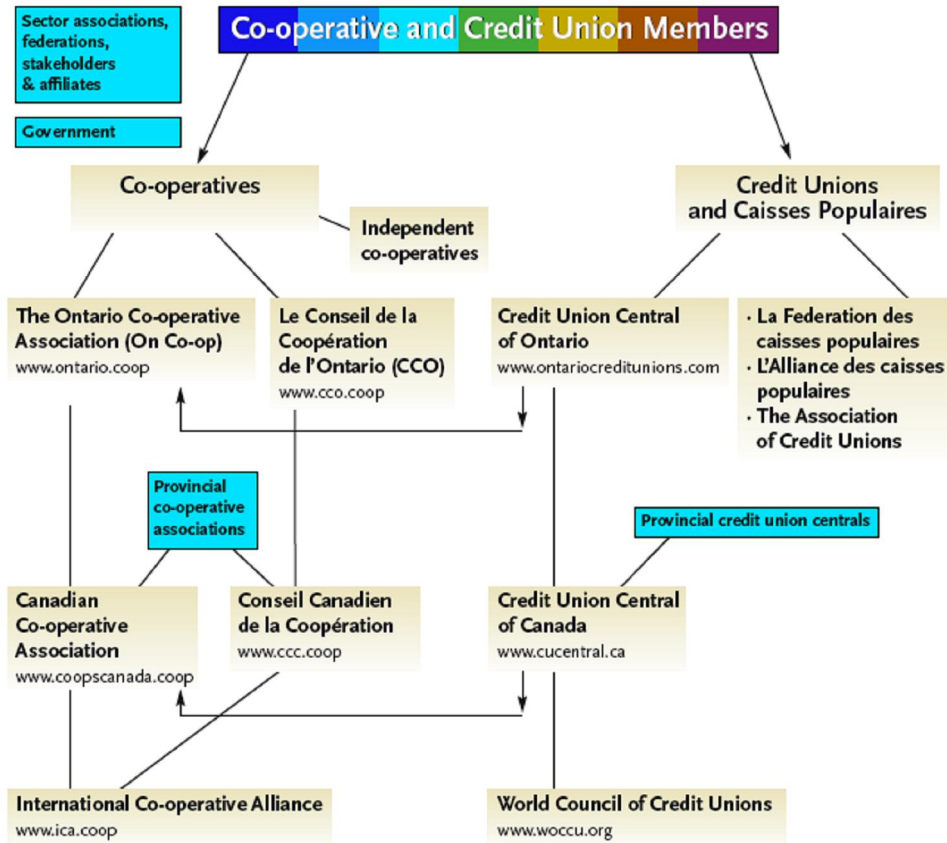 Sector associations,
federations,
stakeholders
& affiliates
Government
Co-operative and Credit Union Members
Co-operatives
Independent
co-operatives
Credit Unions
and Caisses Populaires
The Ontario Co-operative
Association (On Co-op)
www.ontario.coop
Le Conseil de la
Coopération
de l'Ontario (CCO)
www.cco.coop
Credit Union Central
of Ontario
www.ontariocreditunions.com
· La Federation des
caisses populaires
· L'Alliance des caisses
populaires
· The Association
of Credit Unions
Provincial
co-operative
associations
Provincial credit union centrals
Canadian
Co-operative
Association
www.coopscanada.coop
Conseil Canadien
de la Coopération
www.ccc.coop
Credit Union Central
of Canada
www.cucentral.ca
International Co-operative Alliance
www.ica.coop
World Council of Credit Unions
www.woccu.org